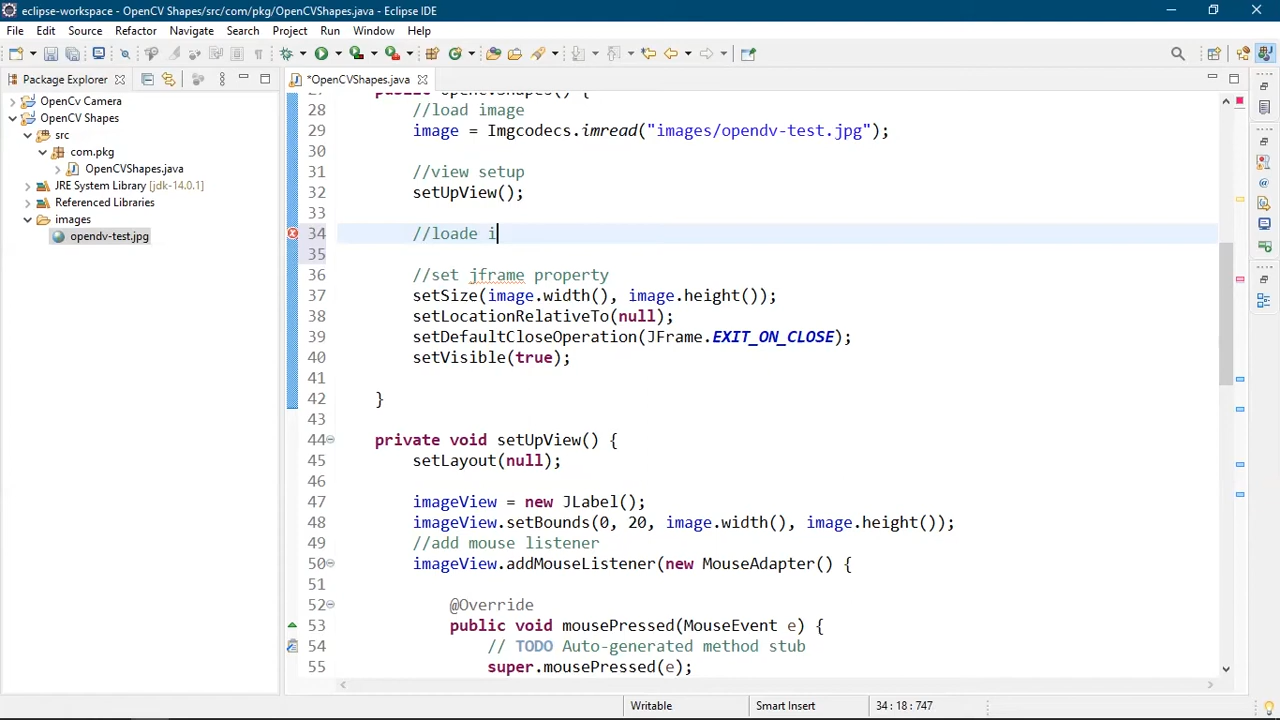 eclipse-workspace - OpenCV Shapes/src/com/pkg/OpenCVShapes.java - Eclipse IDE
File Edit Source Refactor Navigate Search Project Run Window Help
Package Explorer
*OpenCVShapes.java
OpenCv Camera
OpenCV Shapes
src
com.pkg
OpenCVShapes.java
JRE System Library [jdk-14.0.1]
Referenced Libraries
images
opendv-test.jpg
28 //load image
29 image = Imgcodecs.imread("images/opendv-test.jpg");
30
31 //view setup
32 setUpView();
33
34 //loade i
35
36 //set jframe property
37 setSize(image.width(), image.height());
38 setLocationRelativeTo(null);
39 setDefaultCloseOperation(JFrame.EXIT_ON_CLOSE);
40 setVisible(true);
41
42 }
43
44 private void setUpView() {
45 setLayout(null);
46
47 imageView = new JLabel();
48 imageView.setBounds(0, 20, image.width(), image.height());
49 //add mouse listener
50 imageView.addMouseListener(new MouseAdapter() {
51
52 @Override
53 public void mousePressed(MouseEvent e) {
54 // TODO Auto-generated method stub
55 super.mousePressed(e);
Writable Smart Insert 34 : 18 : 747